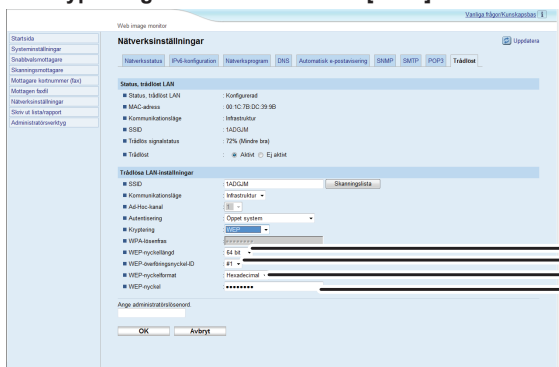 Vanliga frågor/Kunskapsbas
Web image monitor
Startsida
Systeminställningar
Snabbvalsmottagare
Skanningsmottagare
Mottagare kortnummer (fax)
Mottagen faxfil
Nätverksinställningar
Skriv ut lista/rapport
Administratörsverktyg
Nätverksinställningar
Uppdatera
Nätverksstatus IPv6-konfiguration Nätverksprogram DNS Automatisk e-postavisering SNMP SMTP POP3 Trådlöst
Status, trådlöst LAN
Status, trådlöst LAN : Konfigurerad
MAC-adress : 00:1C:7B:DC:39:9B
Kommunikationsläge : Infrastruktur
SSID : 1ADGJM
Trådlös signalstatus : 72% (Mindre bra)
Trådlöst : Aktivt Ej aktivt
Trådlösa LAN-inställningar
SSID : 1ADGJM Skanningslista
Kommunikationsläge : Infrastruktur
Ad-Hoc-kanal :
Autentisering : Öppet system
Kryptering : WEP
WPA-lösenfras : ••••••••
WEP-nyckellängd : 64 bit
WEP-överföringsnyckel-ID : #1
WEP-nyckelformat : Hexadecimal
WEP-nyckel : ••••••••
Ange administratörslösenord.
OK Avbryt